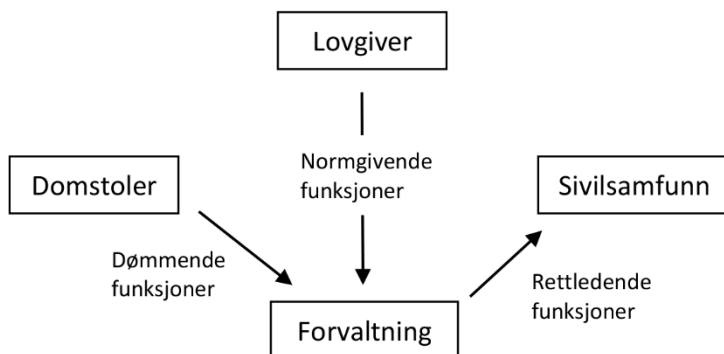 Lovgiver
Normgivende
funksjoner
Domstoler
Sivilsamfunn
Dømmende
funksjoner
Rettledende
funksjoner
Forvaltning